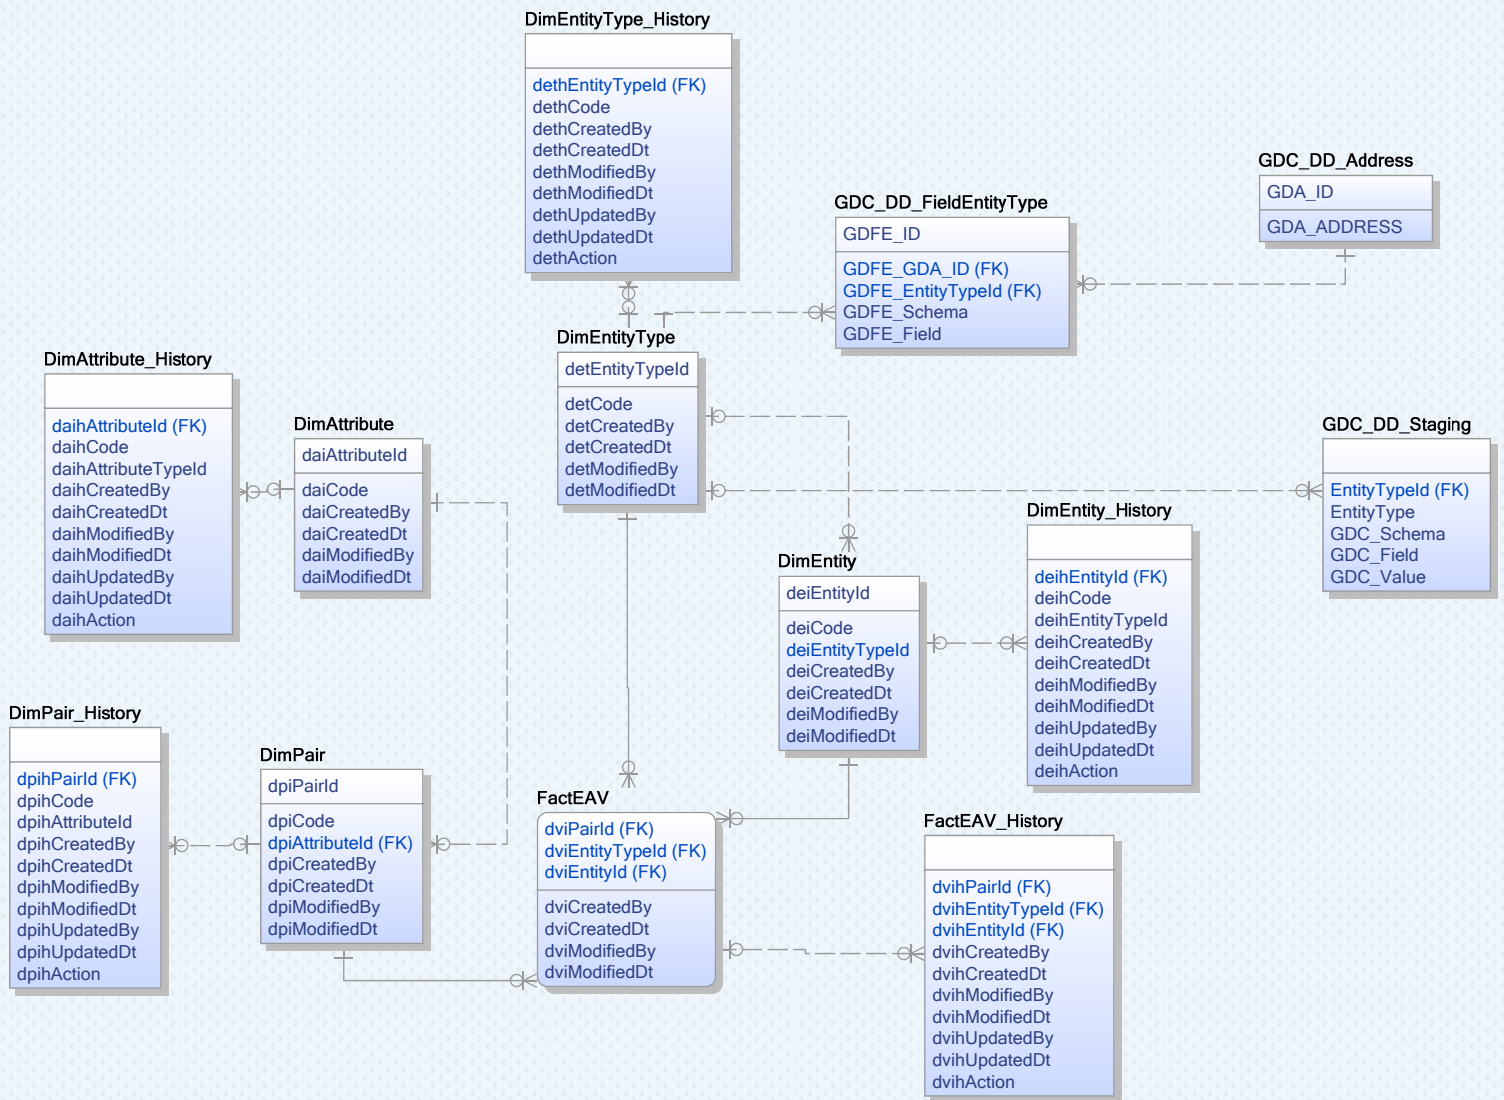 DimEntityType_History
dethEntityTypeId (FK)
dethCode
dethCreatedBy
dethCreatedDt
dethModifiedBy
dethModifiedDt
dethUpdatedBy
dethUpdatedDt
dethAction
GDC_DD_Address
GDA_ID
GDA_ADDRESS
GDC_DD_FieldEntityType
GDFE_ID
GDFE_GDA_ID (FK)
GDFE_EntityTypeId (FK)
GDFE_Schema
GDFE_Field
DimEntityType
detEntityTypeId
detCode
detCreatedBy
detCreatedDt
detModifiedBy
detModifiedDt
DimAttribute_History
daihAttributeId (FK)
daihCode
daihAttributeTypeId
daihCreatedBy
daihCreatedDt
daihModifiedBy
daihModifiedDt
daihUpdatedBy
daihUpdatedDt
daihAction
DimAttribute
daiAttributeId
daiCode
daiCreatedBy
daiCreatedDt
daiModifiedBy
daiModifiedDt
GDC_DD_Staging
EntityTypeId (FK)
EntityType
GDC_Schema
GDC_Field
GDC_Value
DimEntity_History
deihEntityId (FK)
deihCode
deihEntityTypeId
deihCreatedBy
deihCreatedDt
deihModifiedBy
deihModifiedDt
deihUpdatedBy
deihUpdatedDt
deihAction
DimEntity
deiEntityId
deiCode
deiEntityTypeId
deiCreatedBy
deiCreatedDt
deiModifiedBy
deiModifiedDt
DimPair_History
dpihPairId (FK)
dpihCode
dpihAttributeId
dpihCreatedBy
dpihCreatedDt
dpihModifiedBy
dpihModifiedDt
dpihUpdatedBy
dpihUpdatedDt
dpihAction
DimPair
dpiPairId
dpiCode
dpiAttributeId (FK)
dpiCreatedBy
dpiCreatedDt
dpiModifiedBy
dpiModifiedDt
FactEAV
dviPairId (FK)
dviEntityTypeId (FK)
dviEntityId (FK)
dviCreatedBy
dviCreatedDt
dviModifiedBy
dviModifiedDt
FactEAV_History
dvihPairId (FK)
dvihEntityTypeId (FK)
dvihEntityId (FK)
dvihCreatedBy
dvihCreatedDt
dvihModifiedBy
dvihModifiedDt
dvihUpdatedBy
dvihUpdatedDt
dvihAction